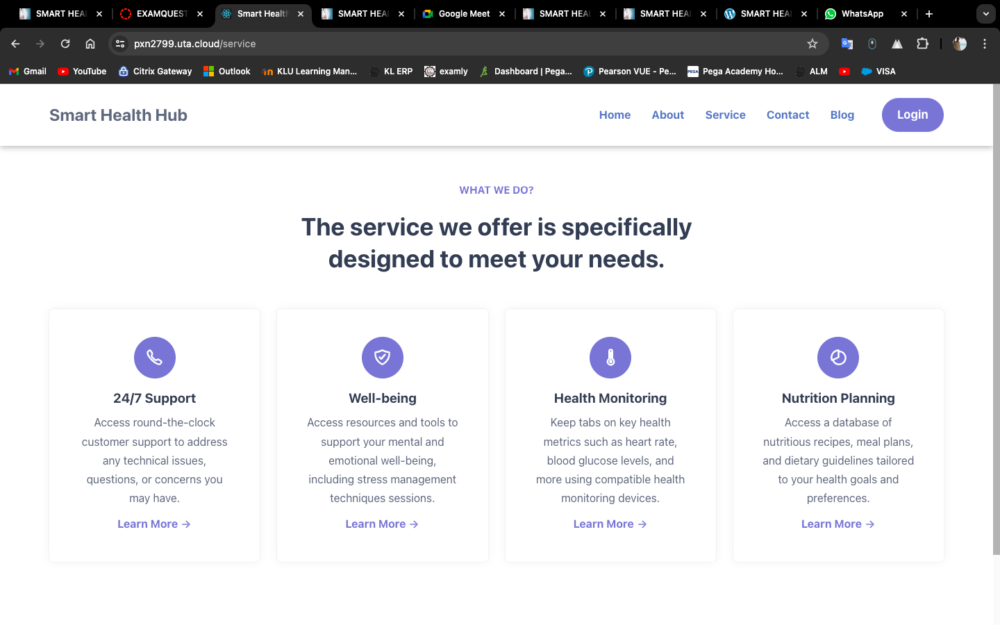 SMART HEAL
EXAMQUEST
Smart Health
SMART HEAL
Google Meet
SMART HEAL
SMART HEAL
SMART HEAL
WhatsApp
pxn2799.uta.cloud/service
Gmail
YouTube
Citrix Gateway
Outlook
KLU Learning Man...
KL ERP
examly
Dashboard | Pega...
Pearson VUE - Pe...
PEGA
Pega Academy Ho...
ALM
VISA
Smart Health Hub
Home
About
Service
Contact
Blog
Login
WHAT WE DO?
The service we offer is specifically
designed to meet your needs.
24/7 Support
Access round-the-clock
customer support to address
any technical issues,
questions, or concerns you
may have.
Learn More →
Well-being
Access resources and tools to
support your mental and
emotional well-being,
including stress management
techniques sessions.
Learn More →
Health Monitoring
Keep tabs on key health
metrics such as heart rate,
blood glucose levels, and
more using compatible health
monitoring devices.
Learn More →
Nutrition Planning
Access a database of
nutritious recipes, meal plans,
and dietary guidelines tailored
to your health goals and
preferences.
Learn More →